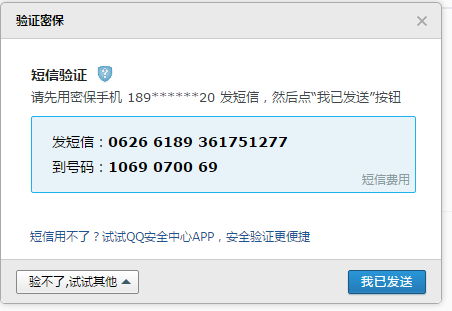 验证密保
短信验证
请先用密保手机 189******20 发短信，然后点“我已发送”按钮
发短信：0626 6189 361751277
到号码：1069 0700 69
短信费用
短信用不了？试试QQ安全中心APP，安全验证更便捷
验不了,试试其他
我已发送